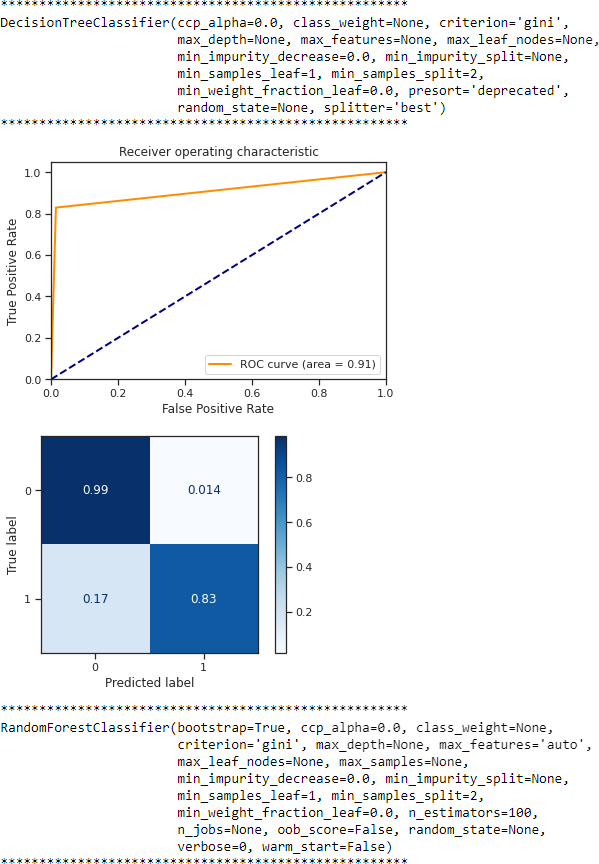 *****************************************************
DecisionTreeClassifier(ccp_alpha=0.0, class_weight=None, criterion='gini',
max_depth=None, max_features=None, max_leaf_nodes=None,
min_impurity_decrease=0.0, min_impurity_split=None,
min_samples_leaf=1, min_samples_split=2,
min_weight_fraction_leaf=0.0, presort='deprecated',
random_state=None, splitter='best')
*****************************************************
Receiver operating characteristic
1.0
0.8
0.6
0.4
0.2
0.0
True Positive Rate
ROC curve (area = 0.91)
0.0 0.2 0.4 0.6 0.8 1.0
False Positive Rate
0.99 0.014
0.17 0.83
0
1
True label
0 1
Predicted label
0.8
0.6
0.4
0.2
*****************************************************
RandomForestClassifier(bootstrap=True, ccp_alpha=0.0, class_weight=None,
criterion='gini', max_depth=None, max_features='auto',
max_leaf_nodes=None, max_samples=None,
min_impurity_decrease=0.0, min_impurity_split=None,
min_samples_leaf=1, min_samples_split=2,
min_weight_fraction_leaf=0.0, n_estimators=100,
n_jobs=None, oob_score=False, random_state=None,
verbose=0, warm_start=False)
*****************************************************